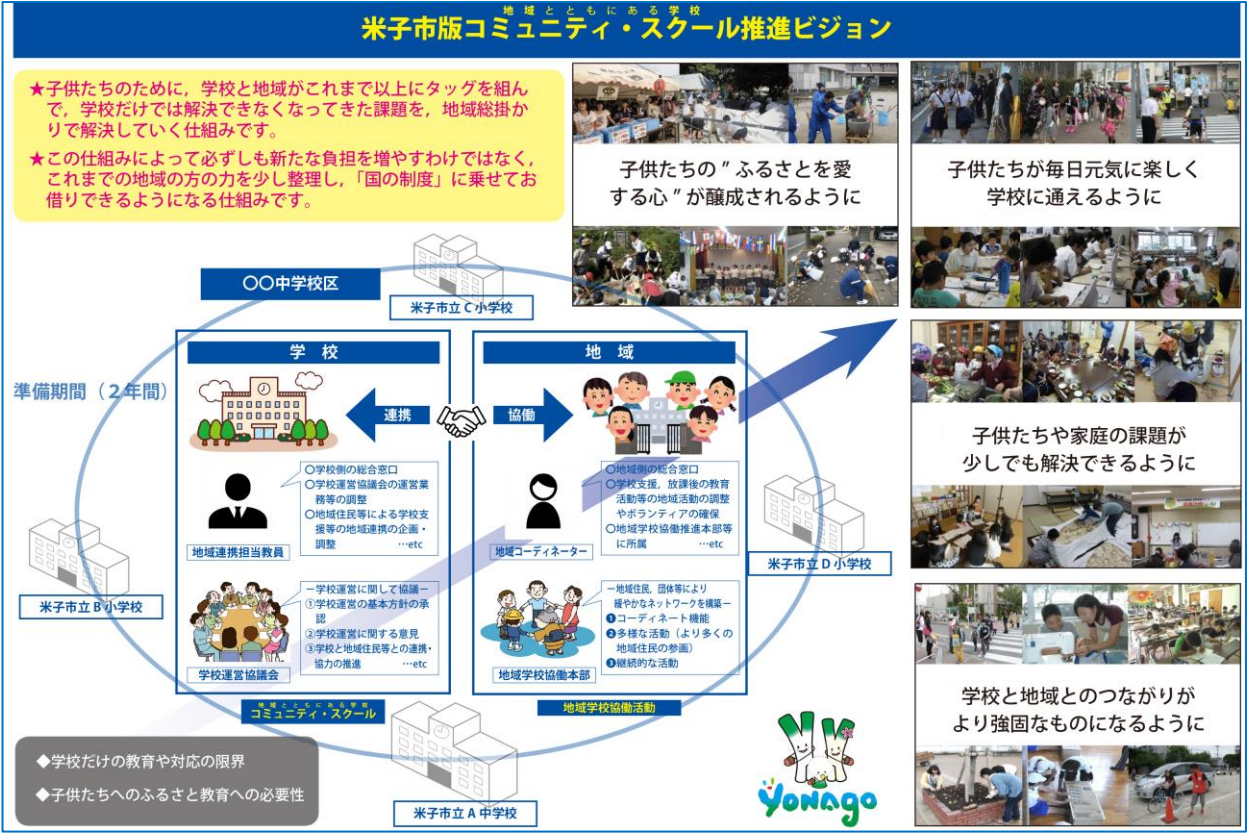 地域とともにある学校
米子市版コミュニティ・スクール推進ビジョン
★子供たちのために，学校と地域がこれまで以上にタッグを組ん
で，学校だけでは解決できなくなってきた課題を，地域総掛か
りで解決していく仕組みです。
★この仕組みによって必ずしも新たな負担を増やすわけではなく，
これまでの地域の方の力を少し整理し，「国の制度」に乗せてお
借りできるようになる仕組みです。
子供たちの”ふるさとを愛
する心”が醸成されるように
子供たちが毎日元気に楽しく
学校に通えるように
子供たちや家庭の課題が
少しでも解決できるように
学校と地域とのつながりが
より強固なものになるように
〇〇中学校区
米子市立C小学校
準備期間（２年間）
学　校
連携
協働
地　域
〇学校側の総合窓口
〇学校運営協議会の運営業
務等の調整
〇地域住民等による学校支
援等の地域連携の企画・
調整　…etc
地域連携担当教員
〇地域側の総合窓口
〇学校支援，放課後の教育
活動等の地域活動の調整
やボランティアの確保
〇地域学校協働推進本部等
に所属　…etc
地域コーディネーター
米子市立B小学校
米子市立D小学校
－学校運営に関して協議－
①学校運営の基本方針の承
認
②学校運営に関する意見
③学校と地域住民等との連携・
協力の推進　…etc
学校運営協議会
－地域住民，団体等により
緩やかなネットワークを構築－
❶コーディネート機能
❷多様な活動（より多くの
地域住民の参画）
❸継続的な活動
地域学校協働本部
地域とともにある学校
コミュニティ・スクール
地域学校協働活動
◆学校だけの教育や対応の限界
◆子供たちへのふるさと教育への必要性
米子市立A中学校
YONAGO